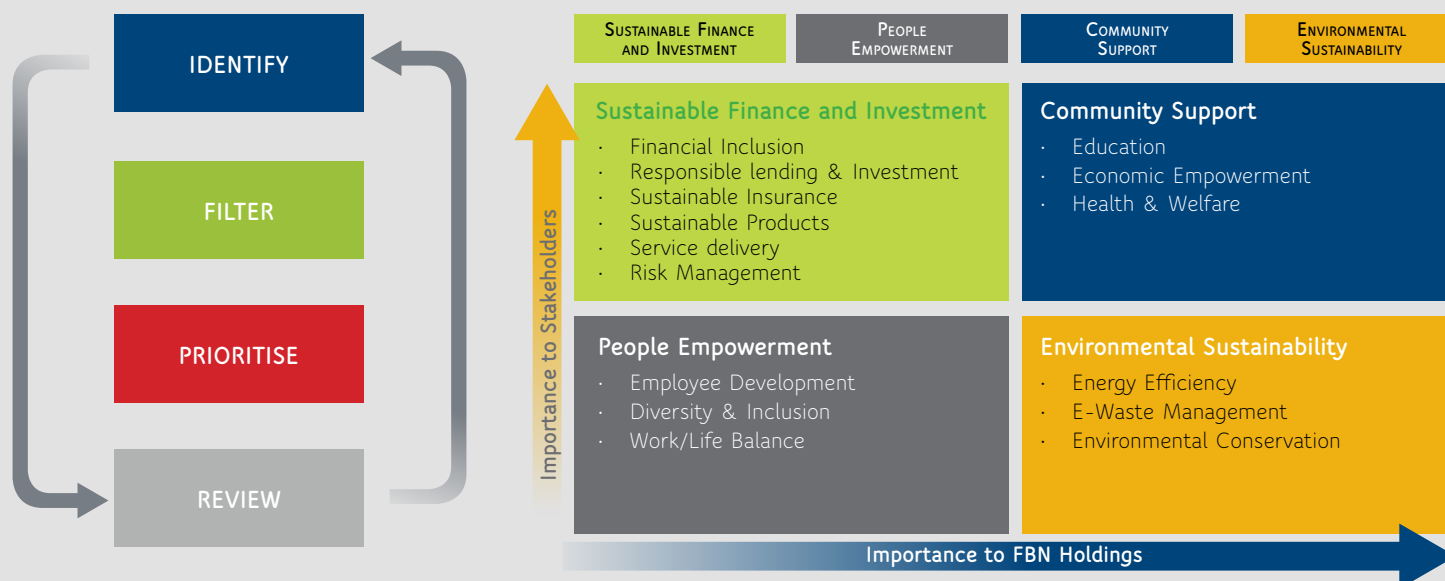 IDENTIFY
FILTER
PRIORITISE
REVIEW
Sustainable Finance
and Investment
People
Empowerment
Community
Support
Environmental
Sustainability
Importance to Stakeholders
Sustainable Finance and Investment
· Financial Inclusion
· Responsible lending & Investment
· Sustainable Insurance
· Sustainable Products
· Service delivery
· Risk Management
Community Support
· Education
· Economic Empowerment
· Health & Welfare
People Empowerment
· Employee Development
· Diversity & Inclusion
· Work/Life Balance
Environmental Sustainability
· Energy Efficiency
· E-Waste Management
· Environmental Conservation
Importance to FBN Holdings